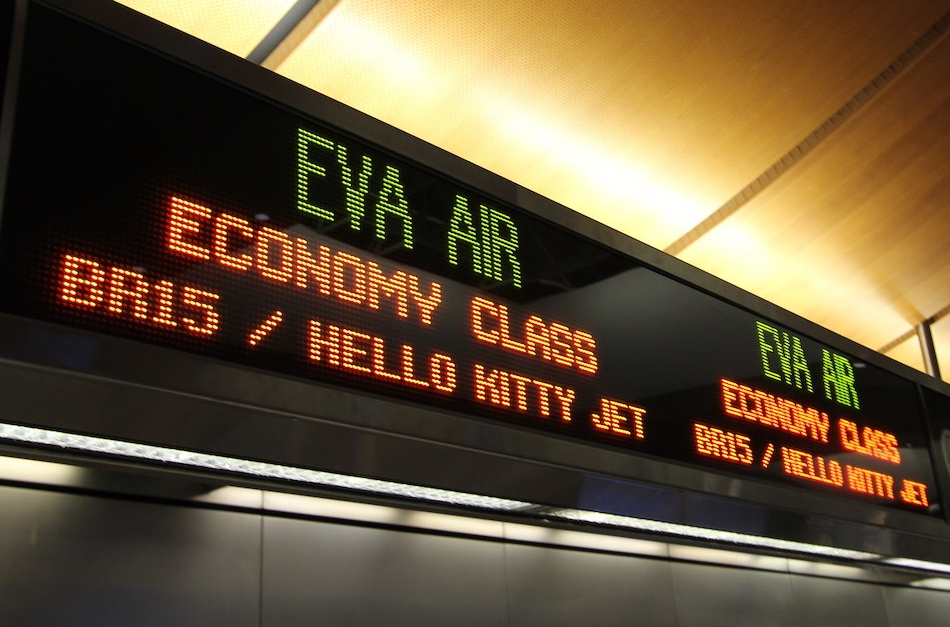 EVA AIR
ECONOMY CLASS
BR15 / HELLO KITTY JET
EVA AIR
ECONOMY CLASS
BR15 / HELLO KITTY JET